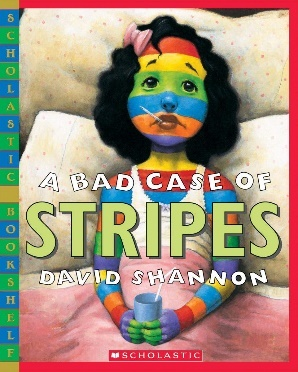 SCHOLASTIC BOOKSHELF
A BAD CASE OF
STRIPES
DAVID SHANNON
SCHOLASTIC